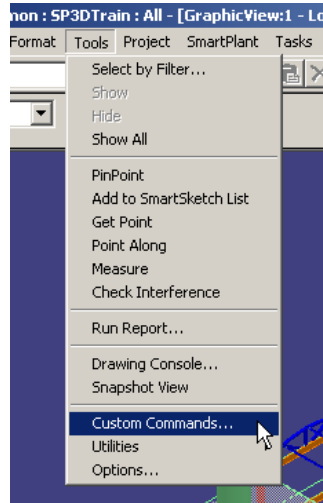 mon : SP3DTrain : All - [GraphicView:1 - Lo
Format Tools Project SmartPlant Tasks
Select by Filter...
Show
Hide
Show All
PinPoint
Add to SmartSketch List
Get Point
Point Along
Measure
Check Interference
Run Report...
Drawing Console...
Snapshot View
Custom Commands...
Utilities
Options...